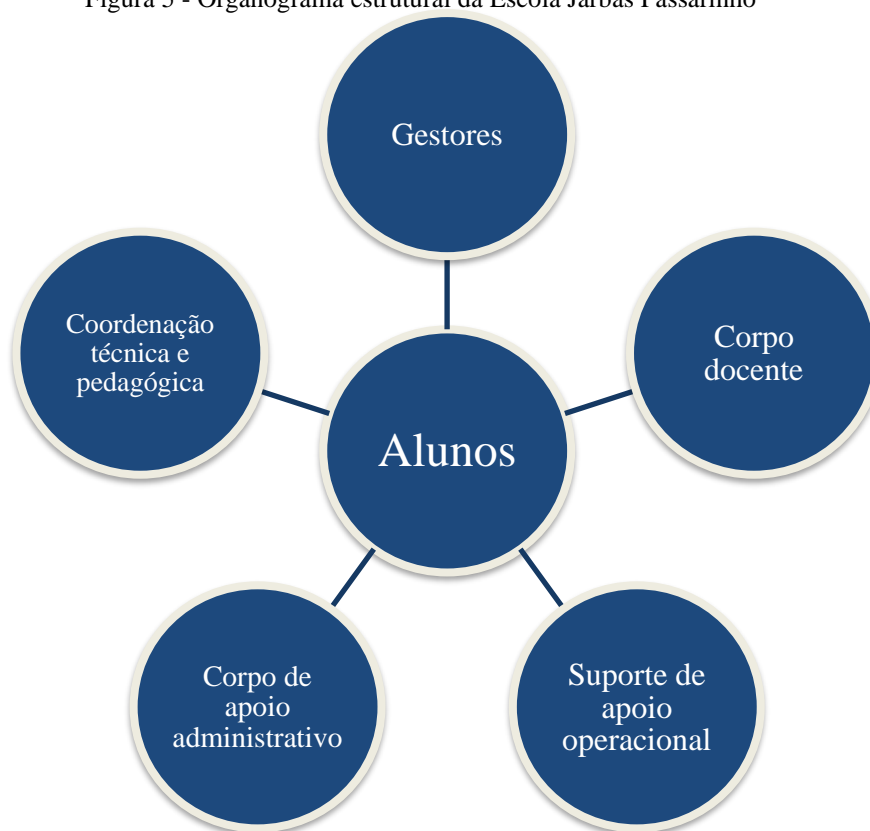 Figura 5 - Organograma estrutural da Escola Jarbas Passarinho
Gestores
Coordenação
técnica e
pedagógica
Corpo
docente
Alunos
Corpo de
apoio
administrativo
Suporte de
apoio
operacional